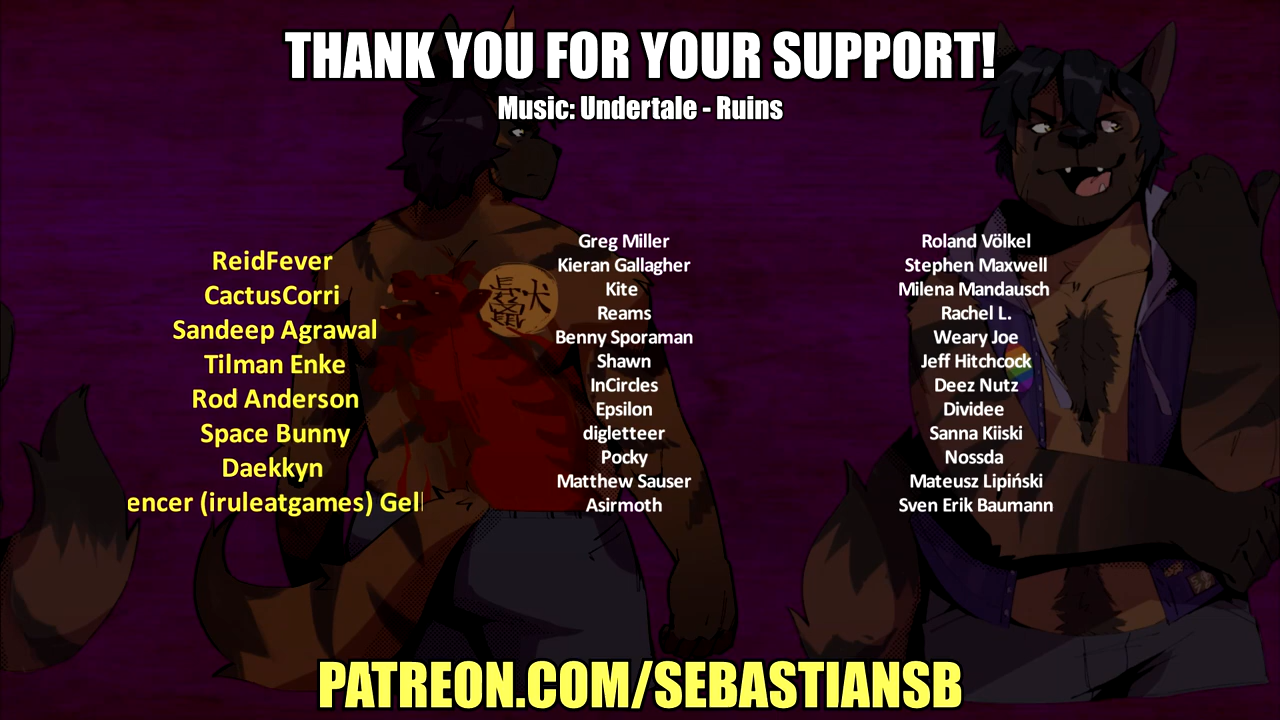 THANK YOU FOR YOUR SUPPORT!
Music: Undertale - Ruins
ReidFever
CactusCorri
Sandeep Agrawal
Tilman Enke
Rod Anderson
Space Bunny
Daekkyn
encer (iruleatgames) Gell
Greg Miller
Kieran Gallagher
Kite
Reams
Benny Sporaman
Shawn
InCircles
Epsilon
digletteer
Pocky
Matthew Sauser
Asirmoth
Roland Völkel
Stephen Maxwell
Milena Mandausch
Rachel L.
Weary Joe
Jeff Hitchcock
Deez Nutz
Dividee
Sanna Kiiski
Nossda
Mateusz Lipiński
Sven Erik Baumann
PATREON.COM/SEBASTIANSB